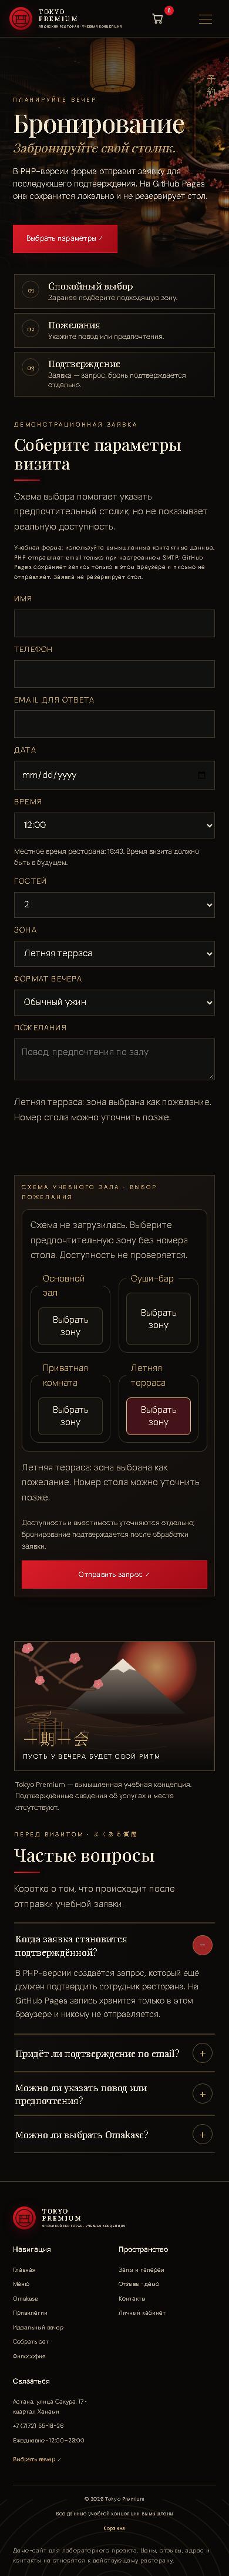 TOKYO
PREMIUM
ЯПОНСКИЙ РЕСТОРАН · УЧЕБНАЯ КОНЦЕПЦИЯ
0
ПЛАНИРУЙТЕ ВЕЧЕР
Бронирование
Забронируйте свой столик.
В PHP-версии форма отправит заявку для
последующего подтверждения. На GitHub Pages
она сохранится локально и не резервирует стол.
Выбрать параметры ↗
01
Спокойный выбор
Заранее подберите подходящую зону.
02
Пожелания
Укажите повод или предпочтения.
03
Подтверждение
Заявка — запрос, бронь подтверждается
отдельно.
ДЕМОНСТРАЦИОННАЯ ЗАЯВКА
Соберите параметры
визита
Схема выбора помогает указать
предпочтительный столик, но не показывает
реальную доступность.
Учебная форма: используйте вымышленные контактные данные.
PHP отправляет email только при настроенном SMTP; GitHub
Pages сохраняет запись только в этом браузере и письмо не
отправляет. Заявка не резервирует стол.
ИМЯ
ТЕЛЕФОН
EMAIL ДЛЯ ОТВЕТА
ДАТА
mm/dd/yyyy
ВРЕМЯ
12:00
Местное время ресторана: 18:43. Время визита должно
быть в будущем.
ГОСТЕЙ
2
ЗОНА
Летняя терраса
ФОРМАТ ВЕЧЕРА
Обычный ужин
ПОЖЕЛАНИЯ
Повод, предпочтения по залу
Летняя терраса: зона выбрана как пожелание.
Номер стола можно уточнить позже.
СХЕМА УЧЕБНОГО ЗАЛА · ВЫБОР
ПОЖЕЛАНИЯ
Схема не загрузилась. Выберите
предпочтительную зону без номера
стола. Доступность не проверяется.
Основной
зал
Выбрать
зону
Суши-бар
Выбрать
зону
Приватная
комната
Выбрать
зону
Летняя
терраса
Выбрать
зону
Летняя терраса: зона выбрана как
пожелание. Номер стола можно уточнить
позже.
Доступность и вместимость уточняются отдельно;
бронирование подтверждается после обработки
заявки.
Отправить запрос ↗
一期一会
ПУСТЬ У ВЕЧЕРА БУДЕТ СВОЙ РИТМ
Tokyo Premium — вымышленная учебная концепция.
Подтверждённые сведения об услугах и месте
отсутствуют.
ПЕРЕД ВИЗИТОМ · よくある質問
Частые вопросы
Коротко о том, что происходит после
отправки учебной заявки.
Когда заявка становится
подтверждённой?
−
В PHP-версии создаётся запрос, который ещё
должен подтвердить сотрудник ресторана. На
GitHub Pages запись хранится только в этом
браузере и никому не отправляется.
Придёт ли подтверждение по email?
+
Можно ли указать повод или
предпочтения?
+
Можно ли выбрать Omakase?
+
TOKYO
PREMIUM
ЯПОНСКИЙ РЕСТОРАН · УЧЕБНАЯ КОНЦЕПЦИЯ
Навигация
Главная
Меню
Omakase
Привилегии
Идеальный вечер
Собрать сет
Философия
Пространство
Залы и галерея
Отзывы · демо
Контакты
Личный кабинет
Связаться
Астана, улица Сакура, 17 ·
квартал Ханами
+7 (7172) 55-18-26
Ежедневно · 12:00–23:00
Выбрать вечер ↗
© 2026 Tokyo Premium
Все данные учебной концепции вымышлены
Корзина
Демо-сайт для лабораторного проекта. Цены, отзывы, адрес и
контакты не относятся к действующему ресторану.